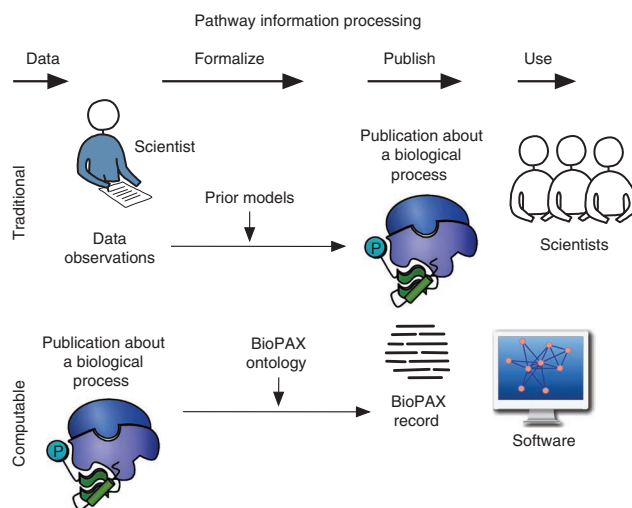 Pathway information processing
Data
Formalize
Publish
Use
Traditional
Scientist
Data
observations
Prior models
Publication about
a biological
process
P
Scientists
Computable
Publication about
a biological
process
P
BioPAX
ontology
BioPAX
record
Software